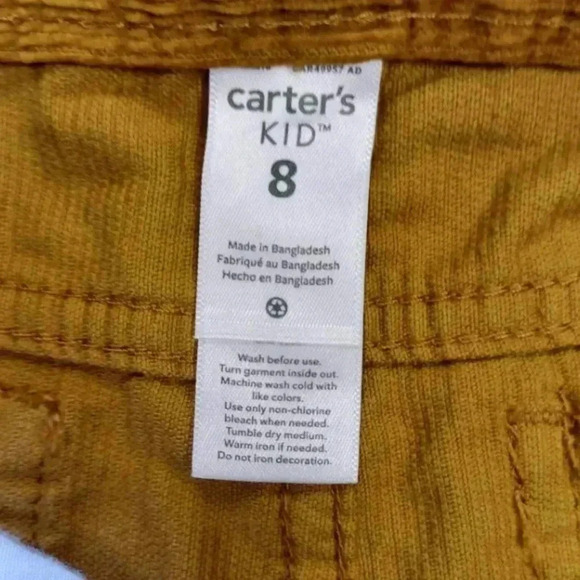 carter's
KID™
8
Made in Bangladesh
Fabriqué au Bangladesh
Hecho en Bangladesh
Wash before use.
Turn garment inside out.
Machine wash cold with
like colors.
Use only non-chlorine
bleach when needed.
Tumble dry medium.
Warm iron if needed.
Do not iron decoration.